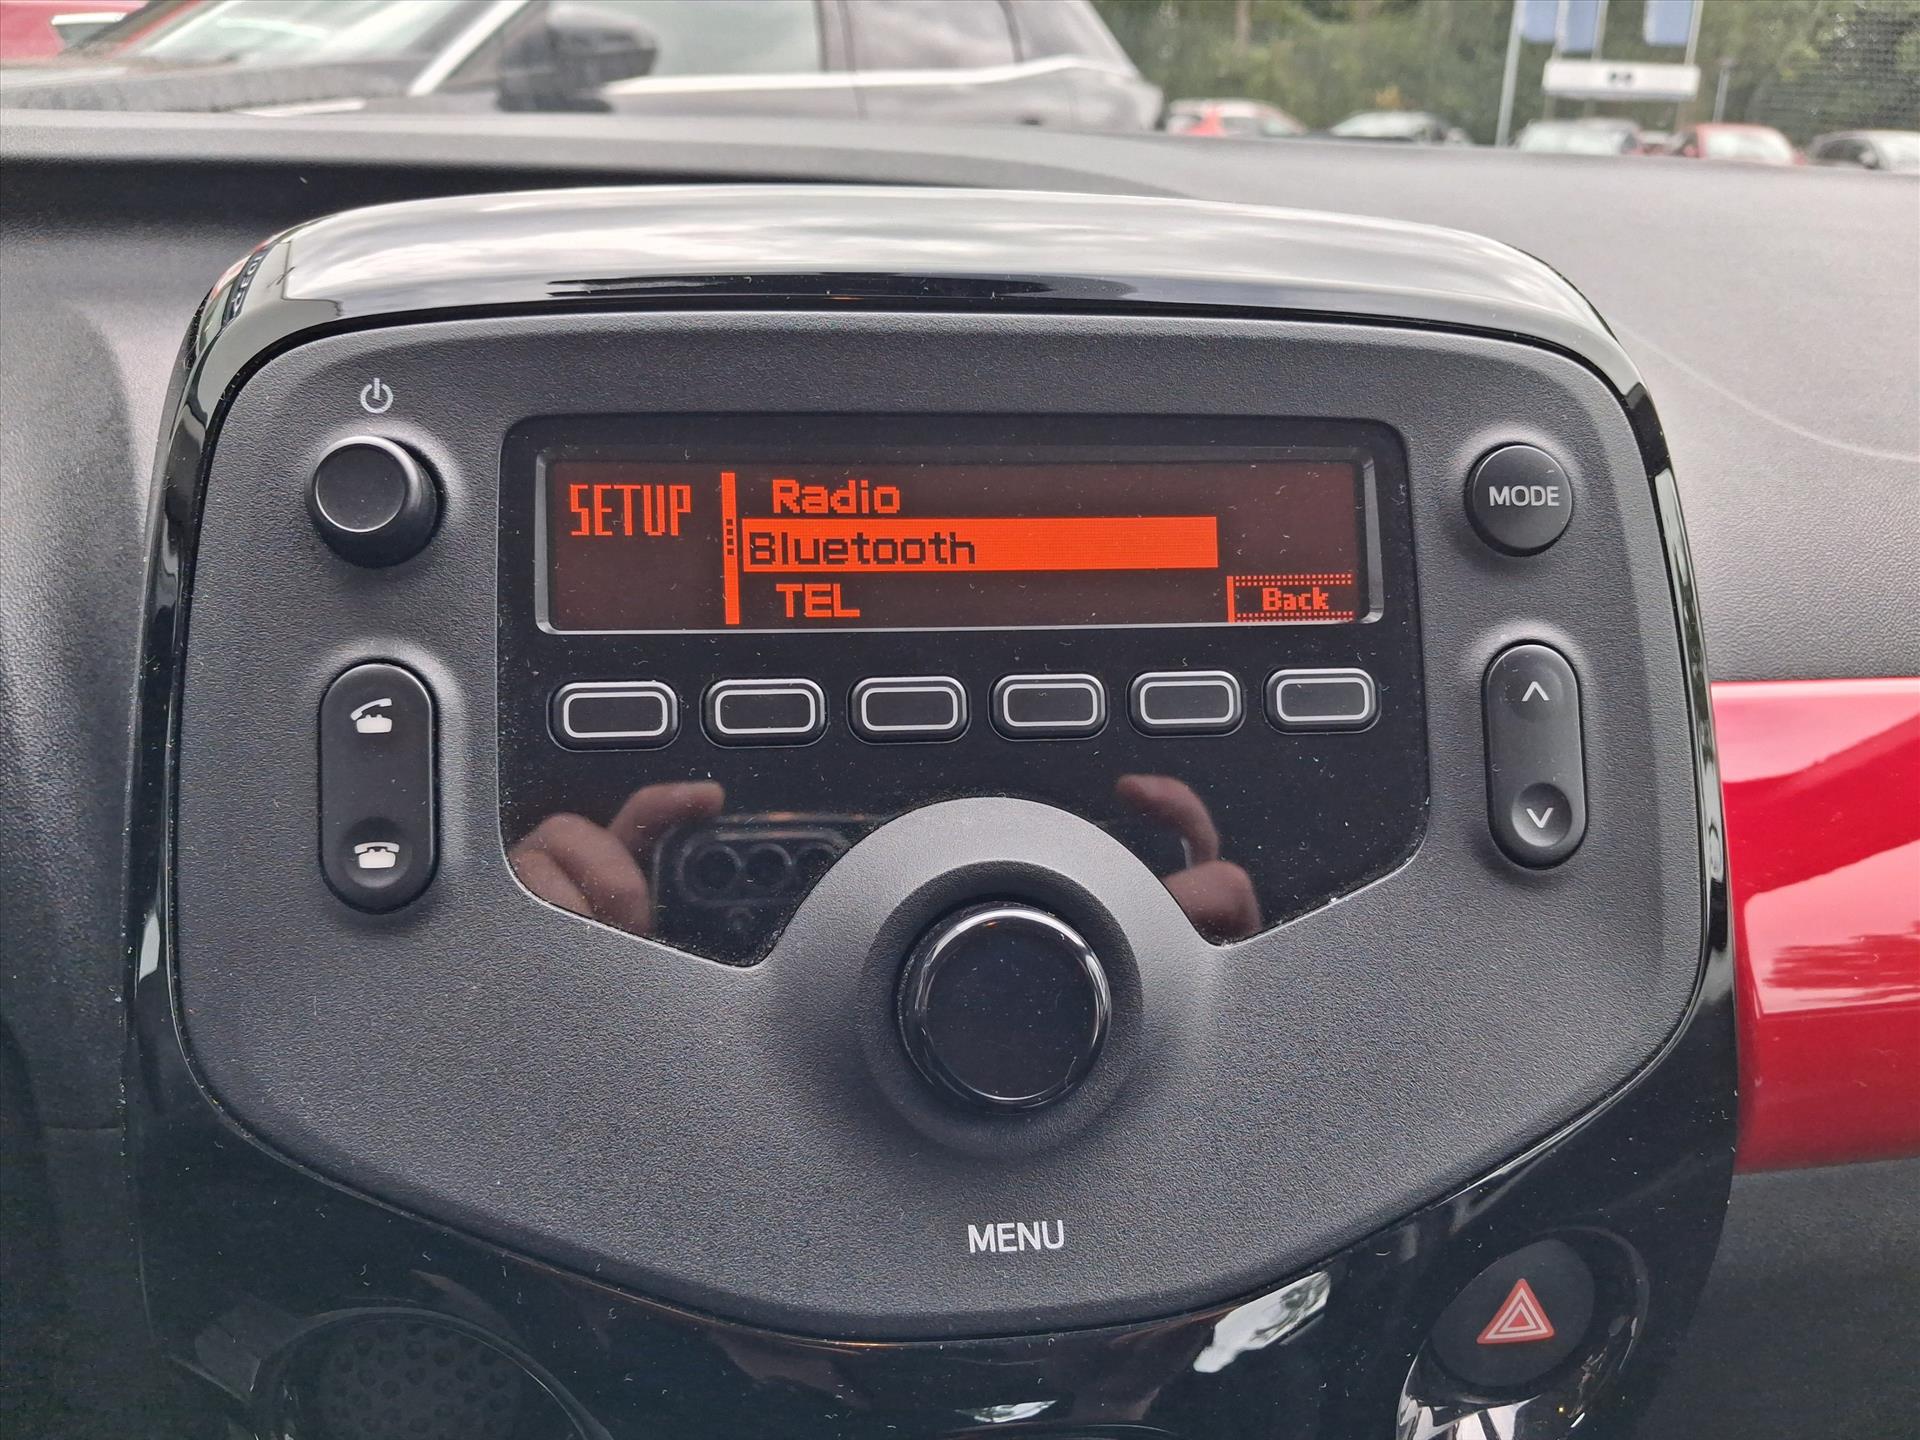 SETUP
Radio
Bluetooth
TEL
Back
MODE
MENU